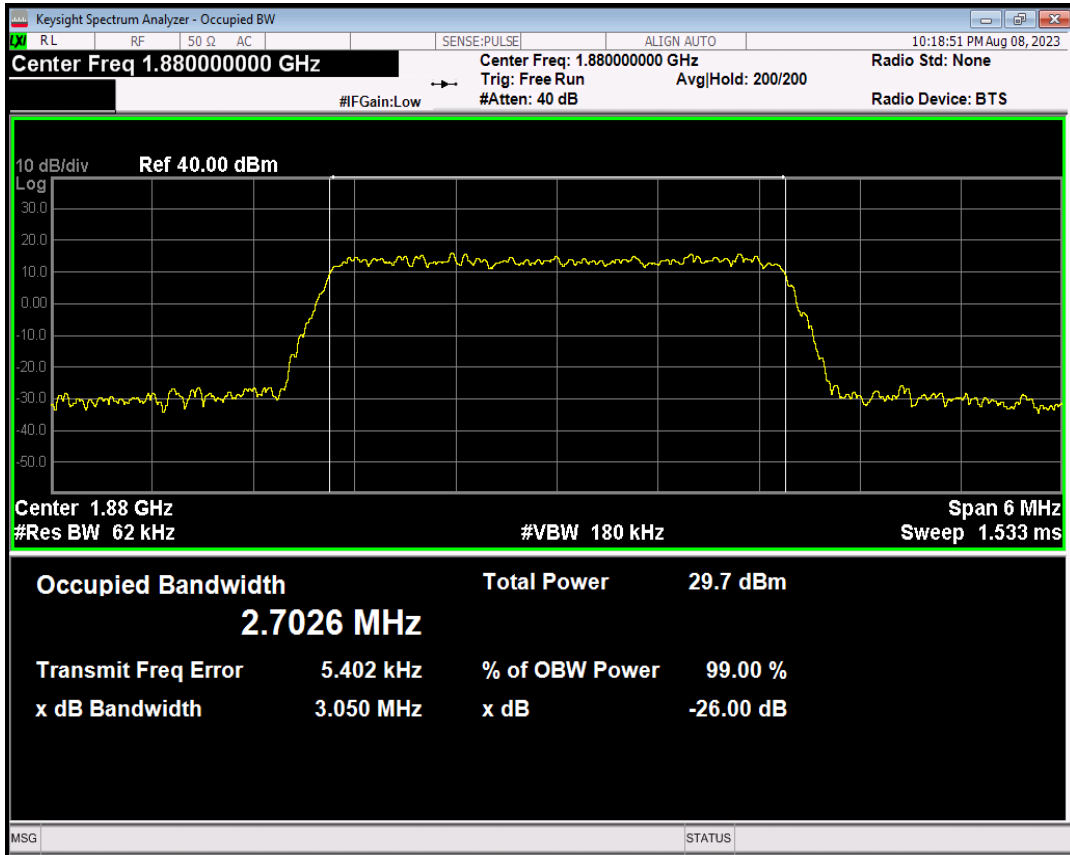 Keysight Spectrum Analyzer - Occupied BW
LXI RL RF 50 Ω AC SENSE:PULSE ALIGN AUTO 10:18:51 PM Aug 08, 2023
Center Freq 1.880000000 GHz Center Freq: 1.880000000 GHz Radio Std: None
Trig: Free Run Avg|Hold: 200/200
#IFGain:Low #Atten: 40 dB Radio Device: BTS
10 dB/div Ref 40.00 dBm
Log
30.0
20.0
10.0
0.00
-10.0
-20.0
-30.0
-40.0
-50.0
Center 1.88 GHz Span 6 MHz
#Res BW 62 kHz #VBW 180 kHz Sweep 1.533 ms
Occupied Bandwidth Total Power 29.7 dBm
2.7026 MHz
Transmit Freq Error 5.402 kHz % of OBW Power 99.00 %
x dB Bandwidth 3.050 MHz x dB -26.00 dB
MSG STATUS